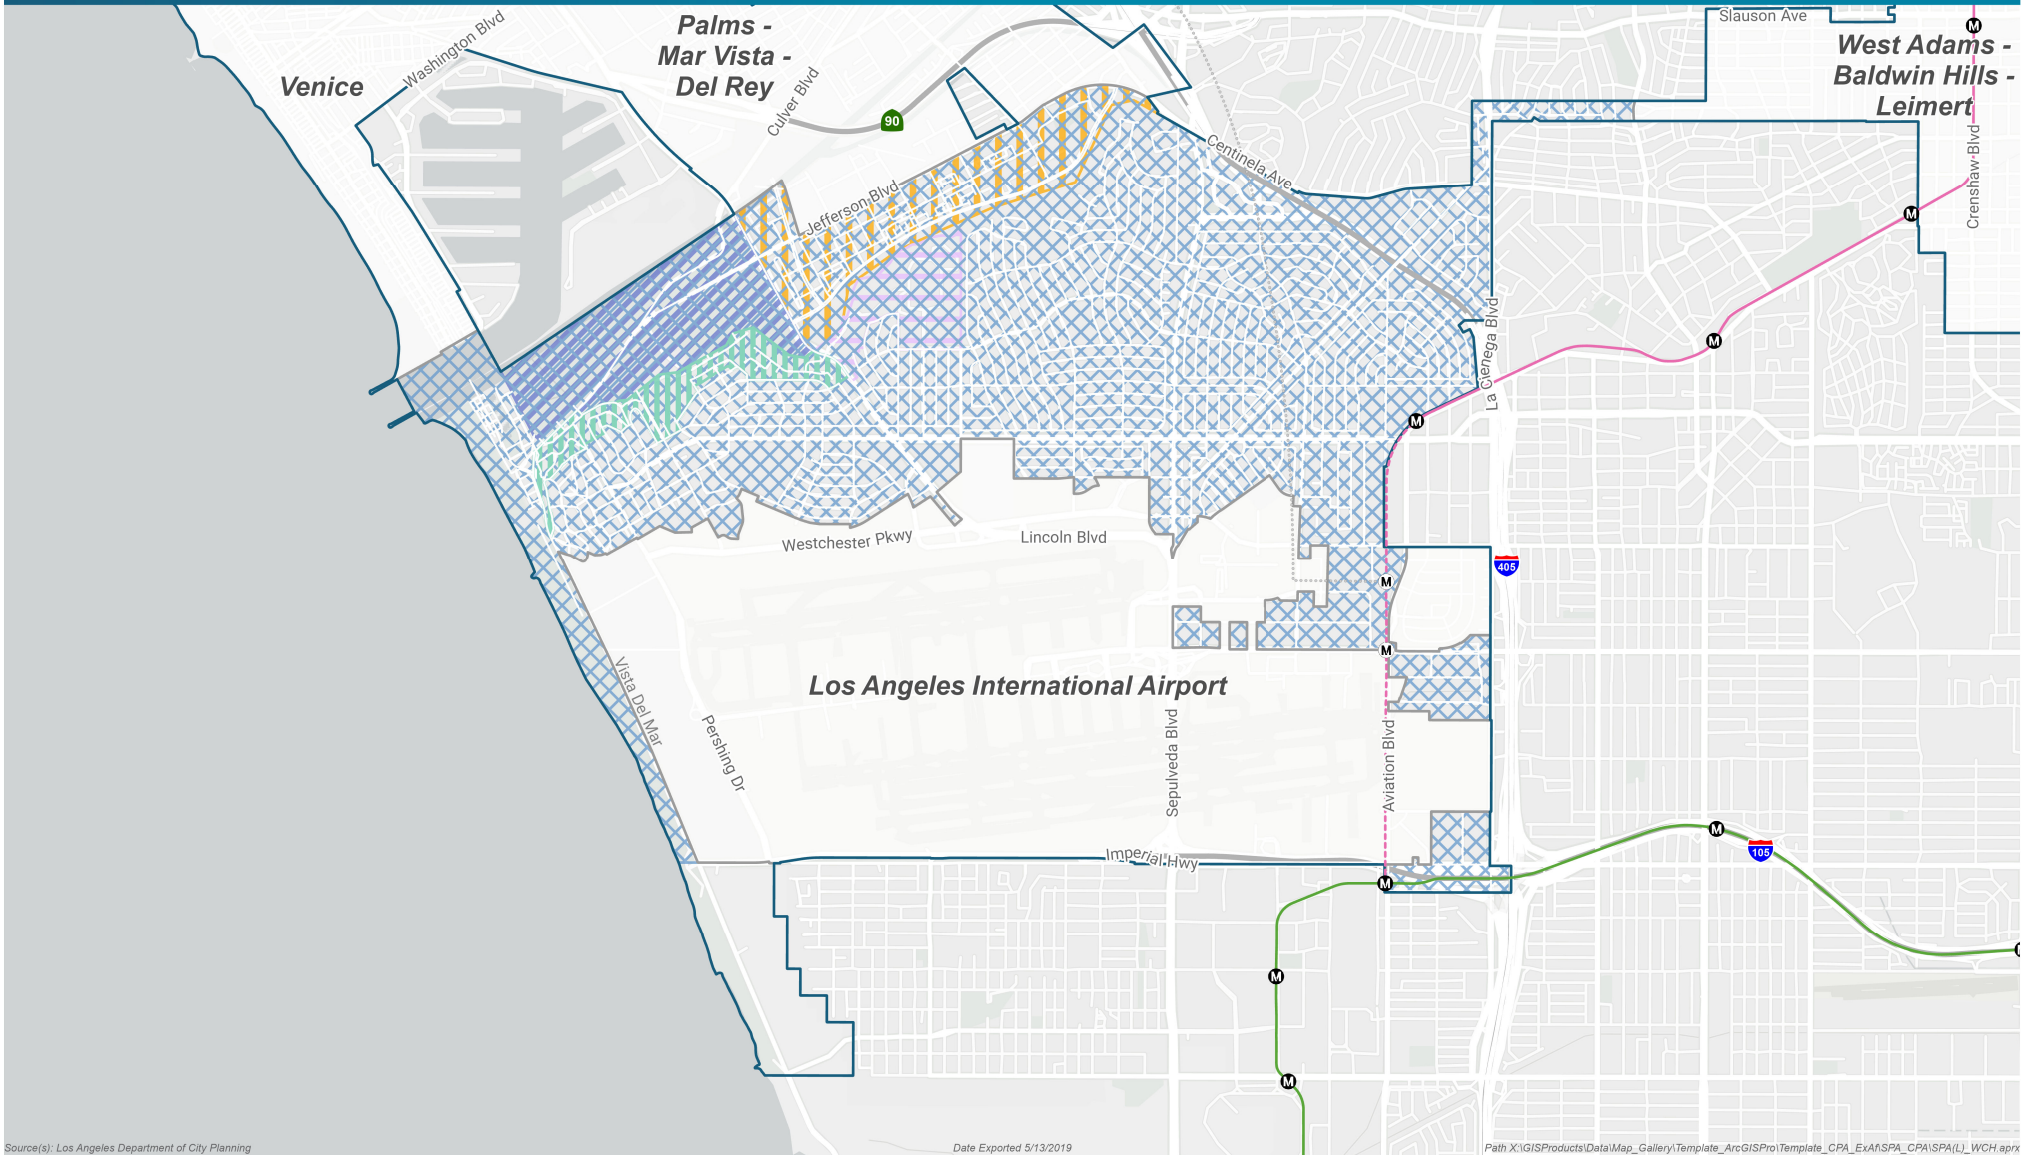 Slauson Ave
Palms -
Mar Vista -
Del Rey
Washington Blvd
Venice
Culver Blvd
90
West Adams -
Baldwin Hills -
Leimert
M
Crenshaw Blvd
Centinela Ave
Jefferson Blvd
M
La Cienega Blvd
M
M
Westchester Pkwy
Lincoln Blvd
405
M
M
Vista Del Mar
Los Angeles International Airport
Pershing Dr
Sepulveda Blvd
Aviation Blvd
M
105
Imperial Hwy
M
M
M
Source(s): Los Angeles Department of City Planning
Date Exported 5/13/2019
Path X:\GISProducts\Data\Map_Gallery\Template_ArcGISPro\Template_CPA_ExAf\SPA_CPA\SPA(L)_WCH.aprx